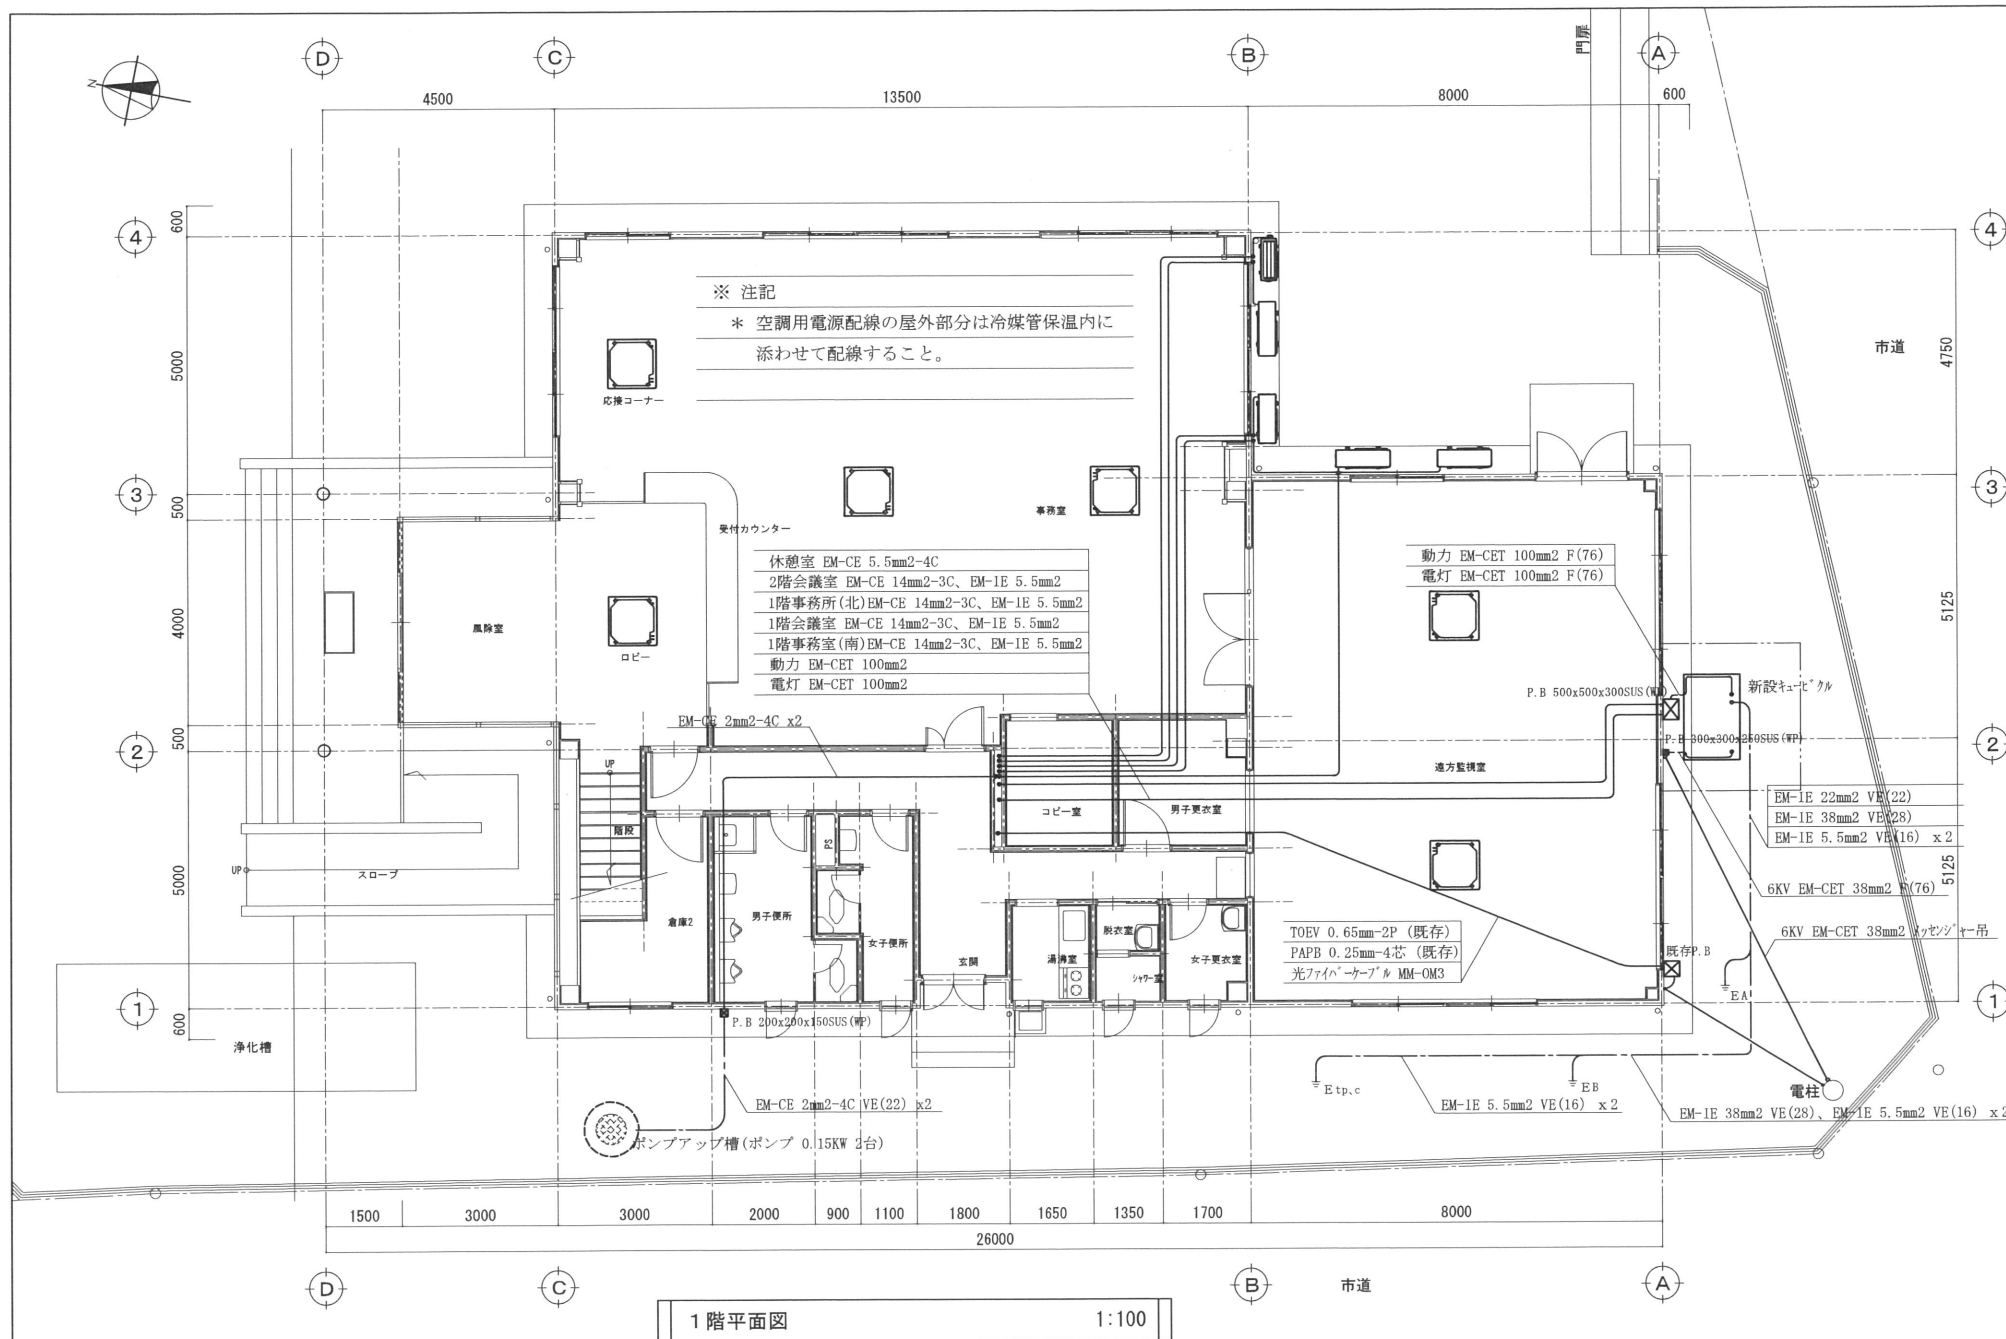 門扉
N
D
C
B
A
4500
13500
8000
600
4
600
5000
3
500
4000
2
500
5000
1
600
4
4750
3
5125
2
5125
1
市道
※ 注記
＊ 空調用電源配線の屋外部分は冷媒管保温内に
添わせて配線すること。
応接コーナー
受付カウンター
事務室
風除室
ロビー
休憩室 EM-CE 5.5mm2-4C
2階会議室 EM-CE 14mm2-3C、EM-IE 5.5mm2
1階事務所(北)EM-CE 14mm2-3C、EM-IE 5.5mm2
1階会議室 EM-CE 14mm2-3C、EM-IE 5.5mm2
1階事務室(南)EM-CE 14mm2-3C、EM-IE 5.5mm2
動力 EM-CET 100mm2
電灯 EM-CET 100mm2
動力 EM-CET 100mm2 F(76)
電灯 EM-CET 100mm2 F(76)
P.B 500x500x300SUS(WP)
新設キュービクル
P.B 300x300x250SUS(WP)
EM-CE 2mm2-4C x2
遠方監視室
UP
階段
コピー室
男子更衣室
PS
EM-IE 22mm2 VE(22)
EM-IE 38mm2 VE(28)
EM-IE 5.5mm2 VE(16) x2
6KV EM-CET 38mm2 F(76)
6KV EM-CET 38mm2 メッセンジャー吊
UP
スロープ
倉庫2
男子便所
女子便所
玄関
湯沸室
脱衣室
シャワー室
女子更衣室
TOEV 0.65mm-2P (既存)
PAPB 0.25mm-4芯 (既存)
光ファイバーケーブル MM-OM3
既存P.B
EA
P.B 200x200x150SUS(WP)
浄化槽
Etp,c
EB
電柱
EM-CE 2mm2-4C VE(22) x2
EM-IE 5.5mm2 VE(16) x2
EM-IE 38mm2 VE(28)、EM-IE 5.5mm2 VE(16) x2
ポンプアップ槽(ポンプ 0.15KW 2台)
1500
3000
3000
2000
900
1100
1800
1650
1350
1700
8000
26000
D
C
B
市道
A
1階平面図 1:100